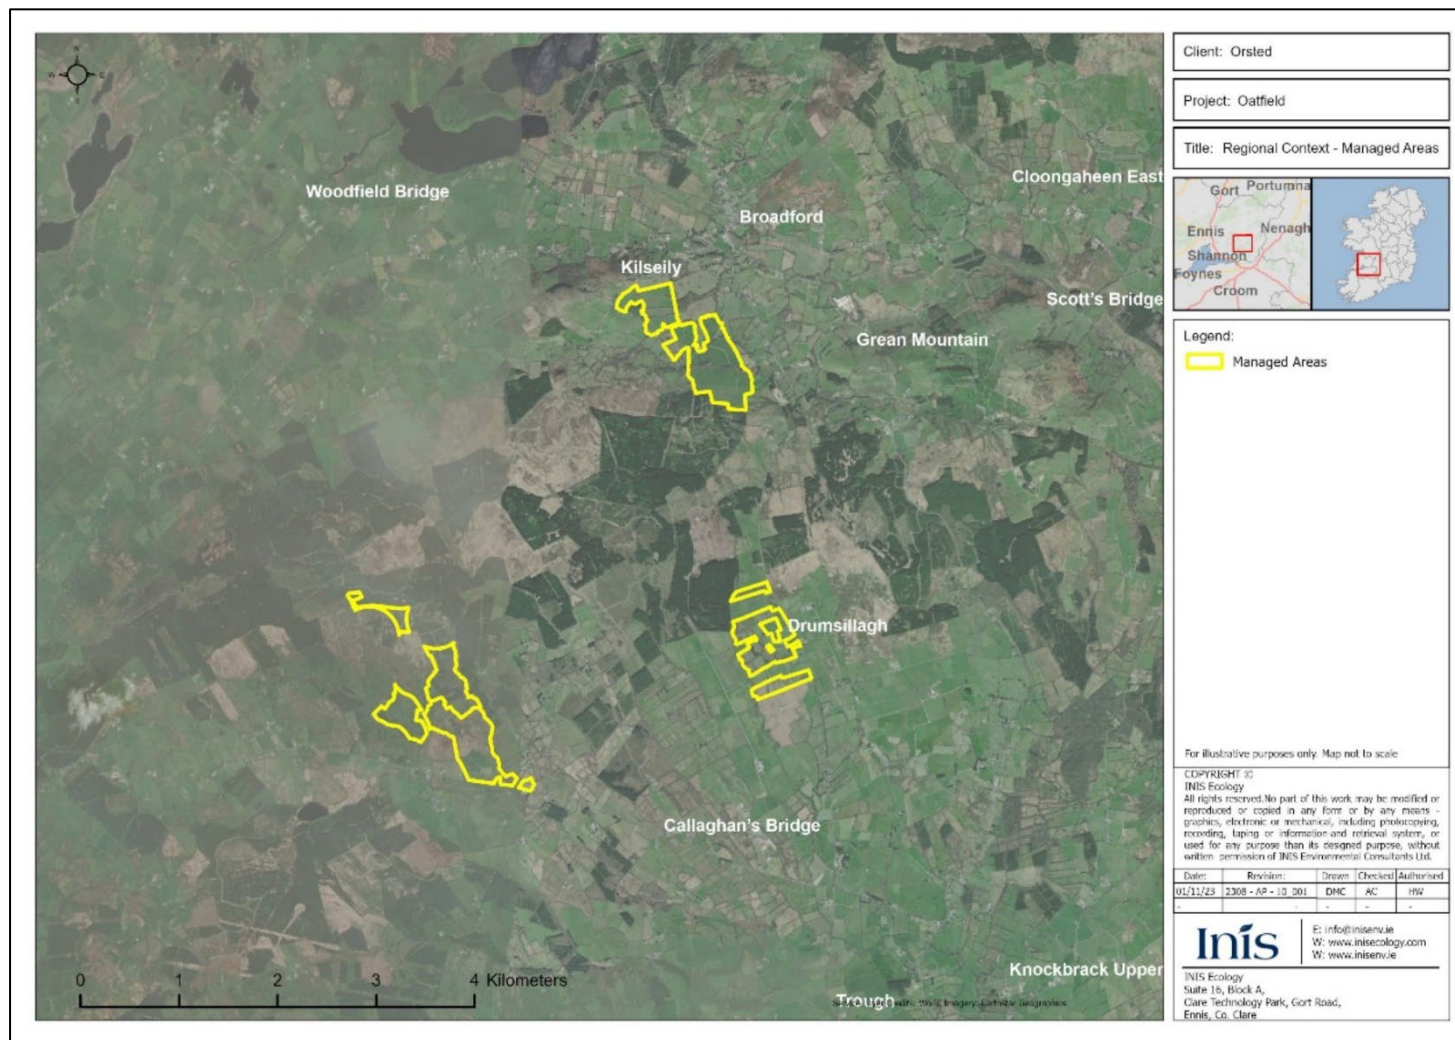 N
W
E
S
Woodfield Bridge
Cloongaheen East
Broadford
Kilseily
Scott's Bridge
Grean Mountain
Drumsillagh
Callaghan's Bridge
Knockbrack Upper
Trough
0 1 2 3 4 Kilometers
World Imagery: Earthstar Geographics
Client: Orsted
Project: Oatfield
Title: Regional Context - Managed Areas
Gort Portumna
Ennis Nenagh
Shannon
Foynes
Croom
Legend:
Managed Areas
For illustrative purposes only. Map not to scale
COPYRIGHT ©
INIS Ecology
All rights reserved.No part of this work may be modified or
reproduced or copied in any form or by any means -
graphics, electronic or mechanical, including photocopying,
recording, taping or information and retrieval system, or
used for any purpose than its designed purpose, without
written permission of INIS Environmental Consultants Ltd.
Date: Revision: Drawn Checked Authorised
01/11/23 2308 - AP - 10_001 DMC AC HW
- - - - -
Inis
E: info@inisenv.ie
W: www.inisecology.com
W: www.inisenv.ie
INIS Ecology
Suite 16, Block A,
Clare Technology Park, Gort Road,
Ennis, Co. Clare